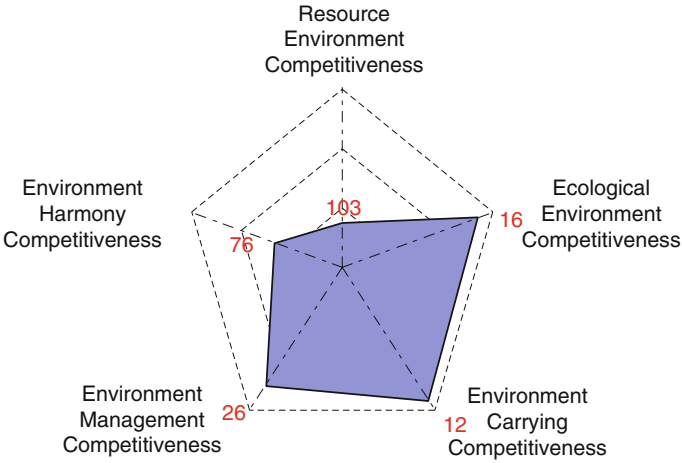 Resource
Environment
Competitiveness
103
Ecological
Environment
Competitiveness
16
Environment
Carrying
Competitiveness
12
Environment
Management
Competitiveness
26
Environment
Harmony
Competitiveness
76